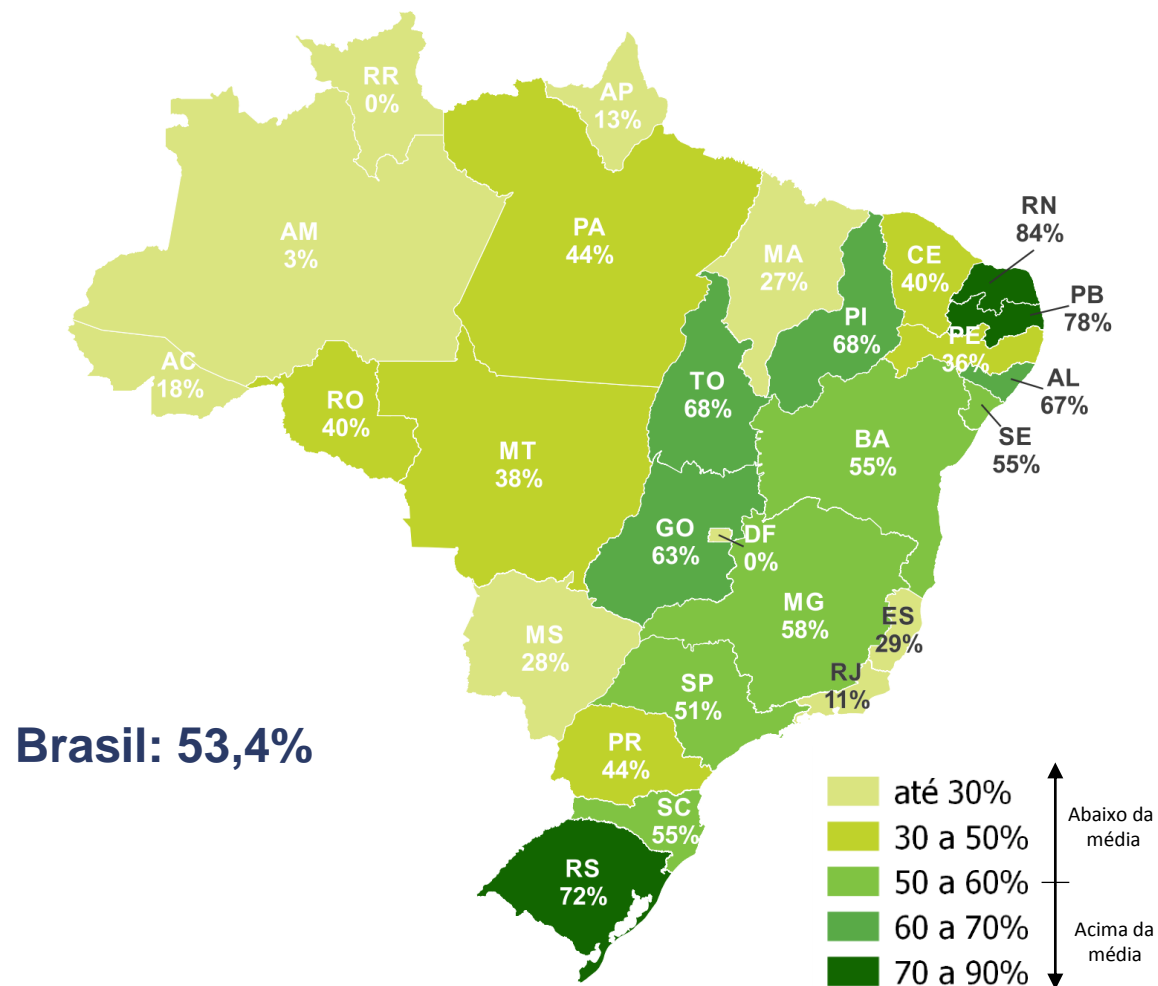 RR
0%
AP
13%
AM
3%
PA
44%
MA
27%
CE
40%
RN
84%
PB
78%
PI
68%
PE
36%
AL
67%
SE
55%
AC
18%
RO
40%
TO
68%
MT
38%
BA
55%
GO
63%
DF
0%
MG
58%
ES
29%
MS
28%
RJ
11%
SP
51%
Brasil: 53,4%
PR
44%
SC
55%
RS
72%
até 30%
30 a 50%
50 a 60%
60 a 70%
70 a 90%
Abaixo da
média
Acima da
média